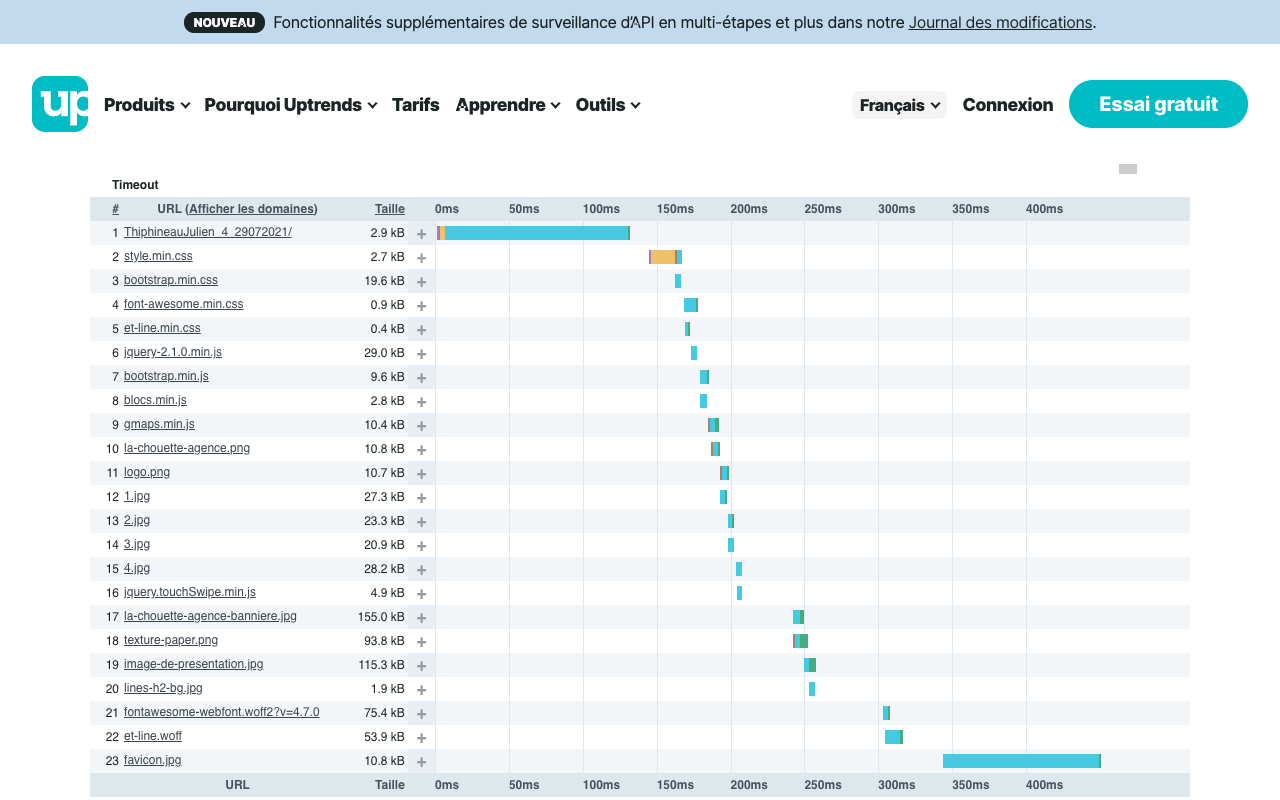 NOUVEAU Fonctionnalités supplémentaires de surveillance d'API en multi-étapes et plus dans notre Journal des modifications.
up Produits Pourquoi Uptrends Tarifs Apprendre Outils Français Connexion Essai gratuit
Timeout
# URL (Afficher les domaines) Taille 0ms 50ms 100ms 150ms 200ms 250ms 300ms 350ms 400ms
1 ThiphineauJulien_4_29072021/ 2.9 kB +
2 style.min.css 2.7 kB +
3 bootstrap.min.css 19.6 kB +
4 font-awesome.min.css 0.9 kB +
5 et-line.min.css 0.4 kB +
6 jquery-2.1.0.min.js 29.0 kB +
7 bootstrap.min.js 9.6 kB +
8 blocs.min.js 2.8 kB +
9 gmaps.min.js 10.4 kB +
10 la-chouette-agence.png 10.8 kB +
11 logo.png 10.7 kB +
12 1.jpg 27.3 kB +
13 2.jpg 23.3 kB +
14 3.jpg 20.9 kB +
15 4.jpg 28.2 kB +
16 jquery.touchSwipe.min.js 4.9 kB +
17 la-chouette-agence-banniere.jpg 155.0 kB +
18 texture-paper.png 93.8 kB +
19 image-de-presentation.jpg 115.3 kB +
20 lines-h2-bg.jpg 1.9 kB +
21 fontawesome-webfont.woff2?v=4.7.0 75.4 kB +
22 et-line.woff 53.9 kB +
23 favicon.jpg 10.8 kB +
URL Taille 0ms 50ms 100ms 150ms 200ms 250ms 300ms 350ms 400ms